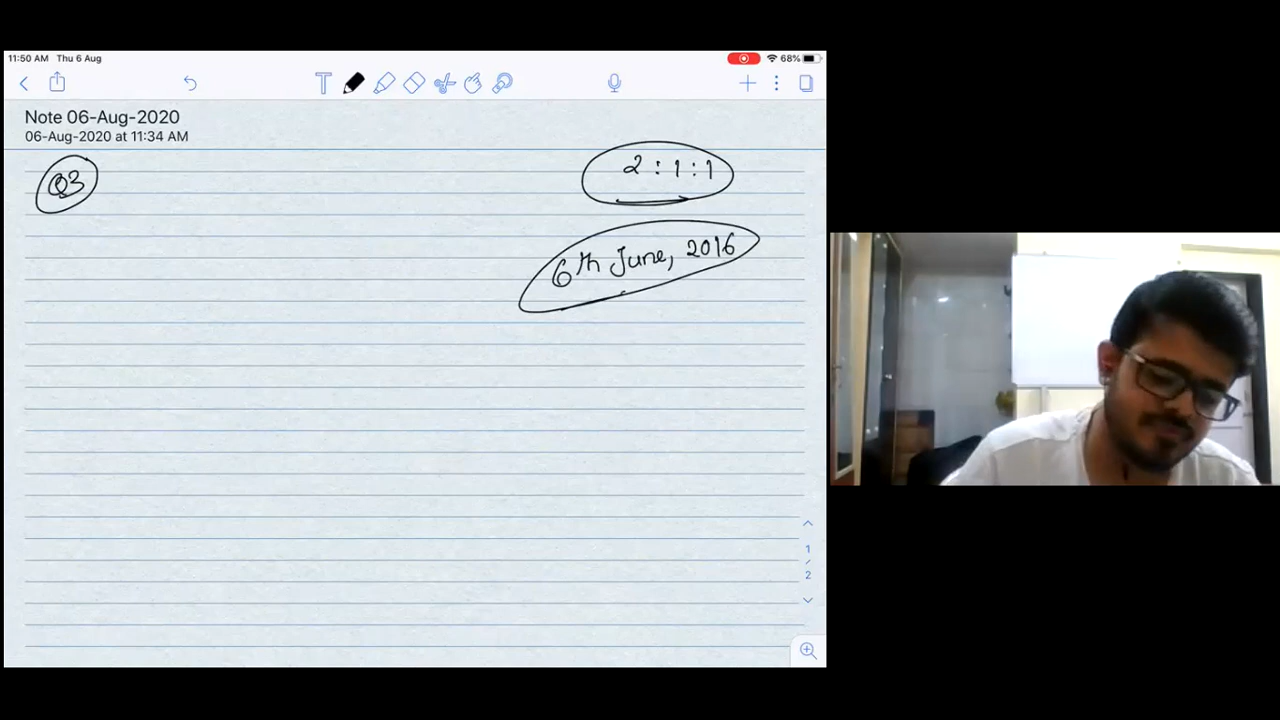 11:50 AM Thu 6 Aug
68%
T
Note 06-Aug-2020
06-Aug-2020 at 11:34 AM
Q3
2 : 1 : 1
6th June, 2016
1
/
2